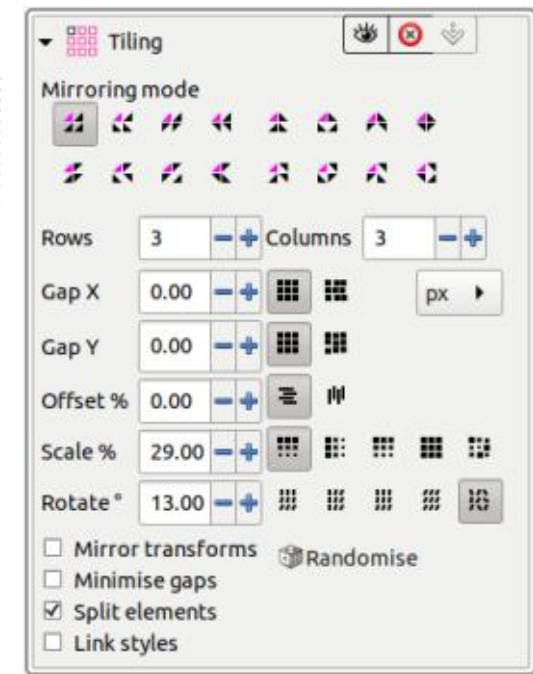 Tiling
Mirroring mode
Rows 3 Columns 3
Gap X 0.00 px
Gap Y 0.00
Offset % 0.00
Scale % 29.00
Rotate ° 13.00
Mirror transforms Randomise
Minimise gaps
Split elements
Link styles